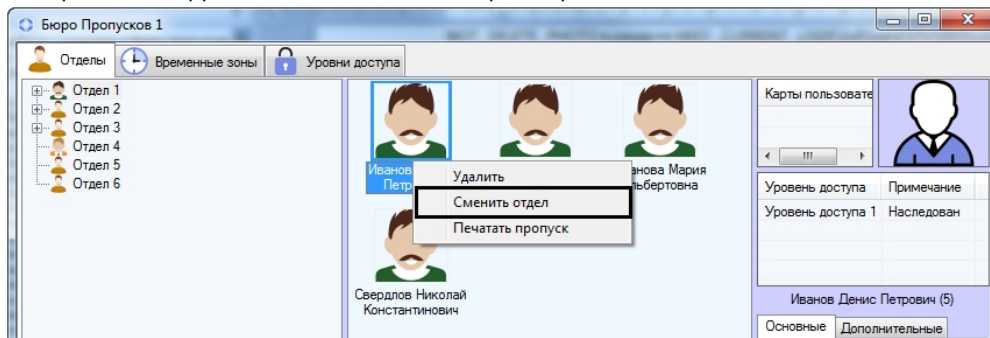 Бюро Пропусков 1
Отделы
Временные зоны
Уровни доступа
Отдел 1
Отдел 2
Отдел 3
Отдел 4
Отдел 5
Отдел 6
Иванов
Петр
Удалить
Сменить отдел
Печатать пропуск
нова Мария
льбертовна
Свердлов Николай
Константинович
Карты пользовате
Уровень доступа Примечание
Уровень доступа 1 Наследован
Иванов Денис Петрович (5)
Основные Дополнительные